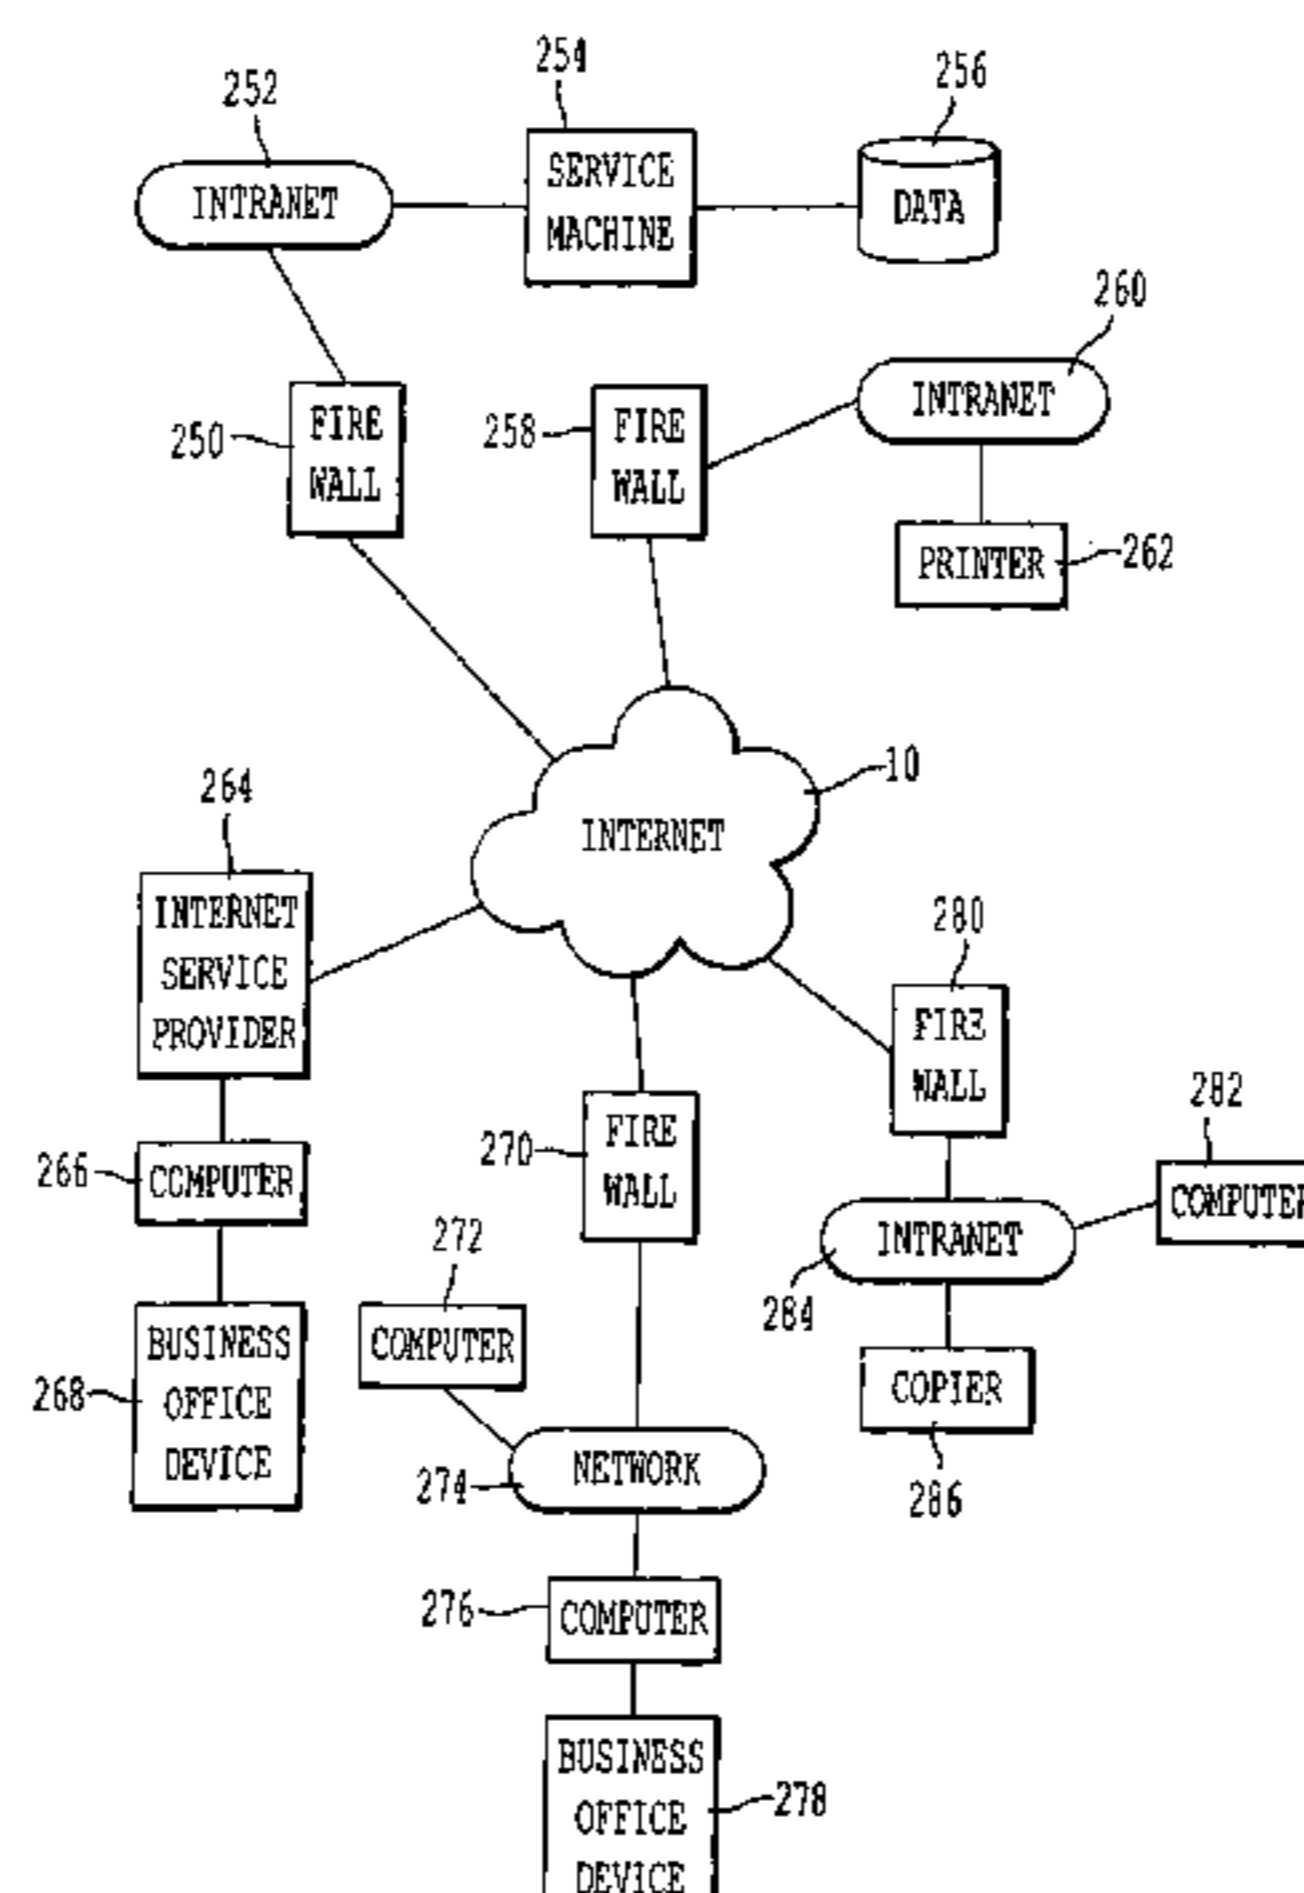 254
256
252
SERVICE
MACHINE
INTRANET
DATA
260
INTRANET
FIRE
WALL
250
FIRE
WALL
258
PRINTER
262
10
264
INTERNET
INTERNET
SERVICE
PROVIDER
280
FIRE
WALL
282
270
FIRE
WALL
266
COMPUTER
COMPUTER
272
INTRANET
284
BUSINESS
OFFICE
DEVICE
268
COMPUTER
COPIER
274
NETWORK
286
276
COMPUTER
BUSINESS
OFFICE
DEVICE
278